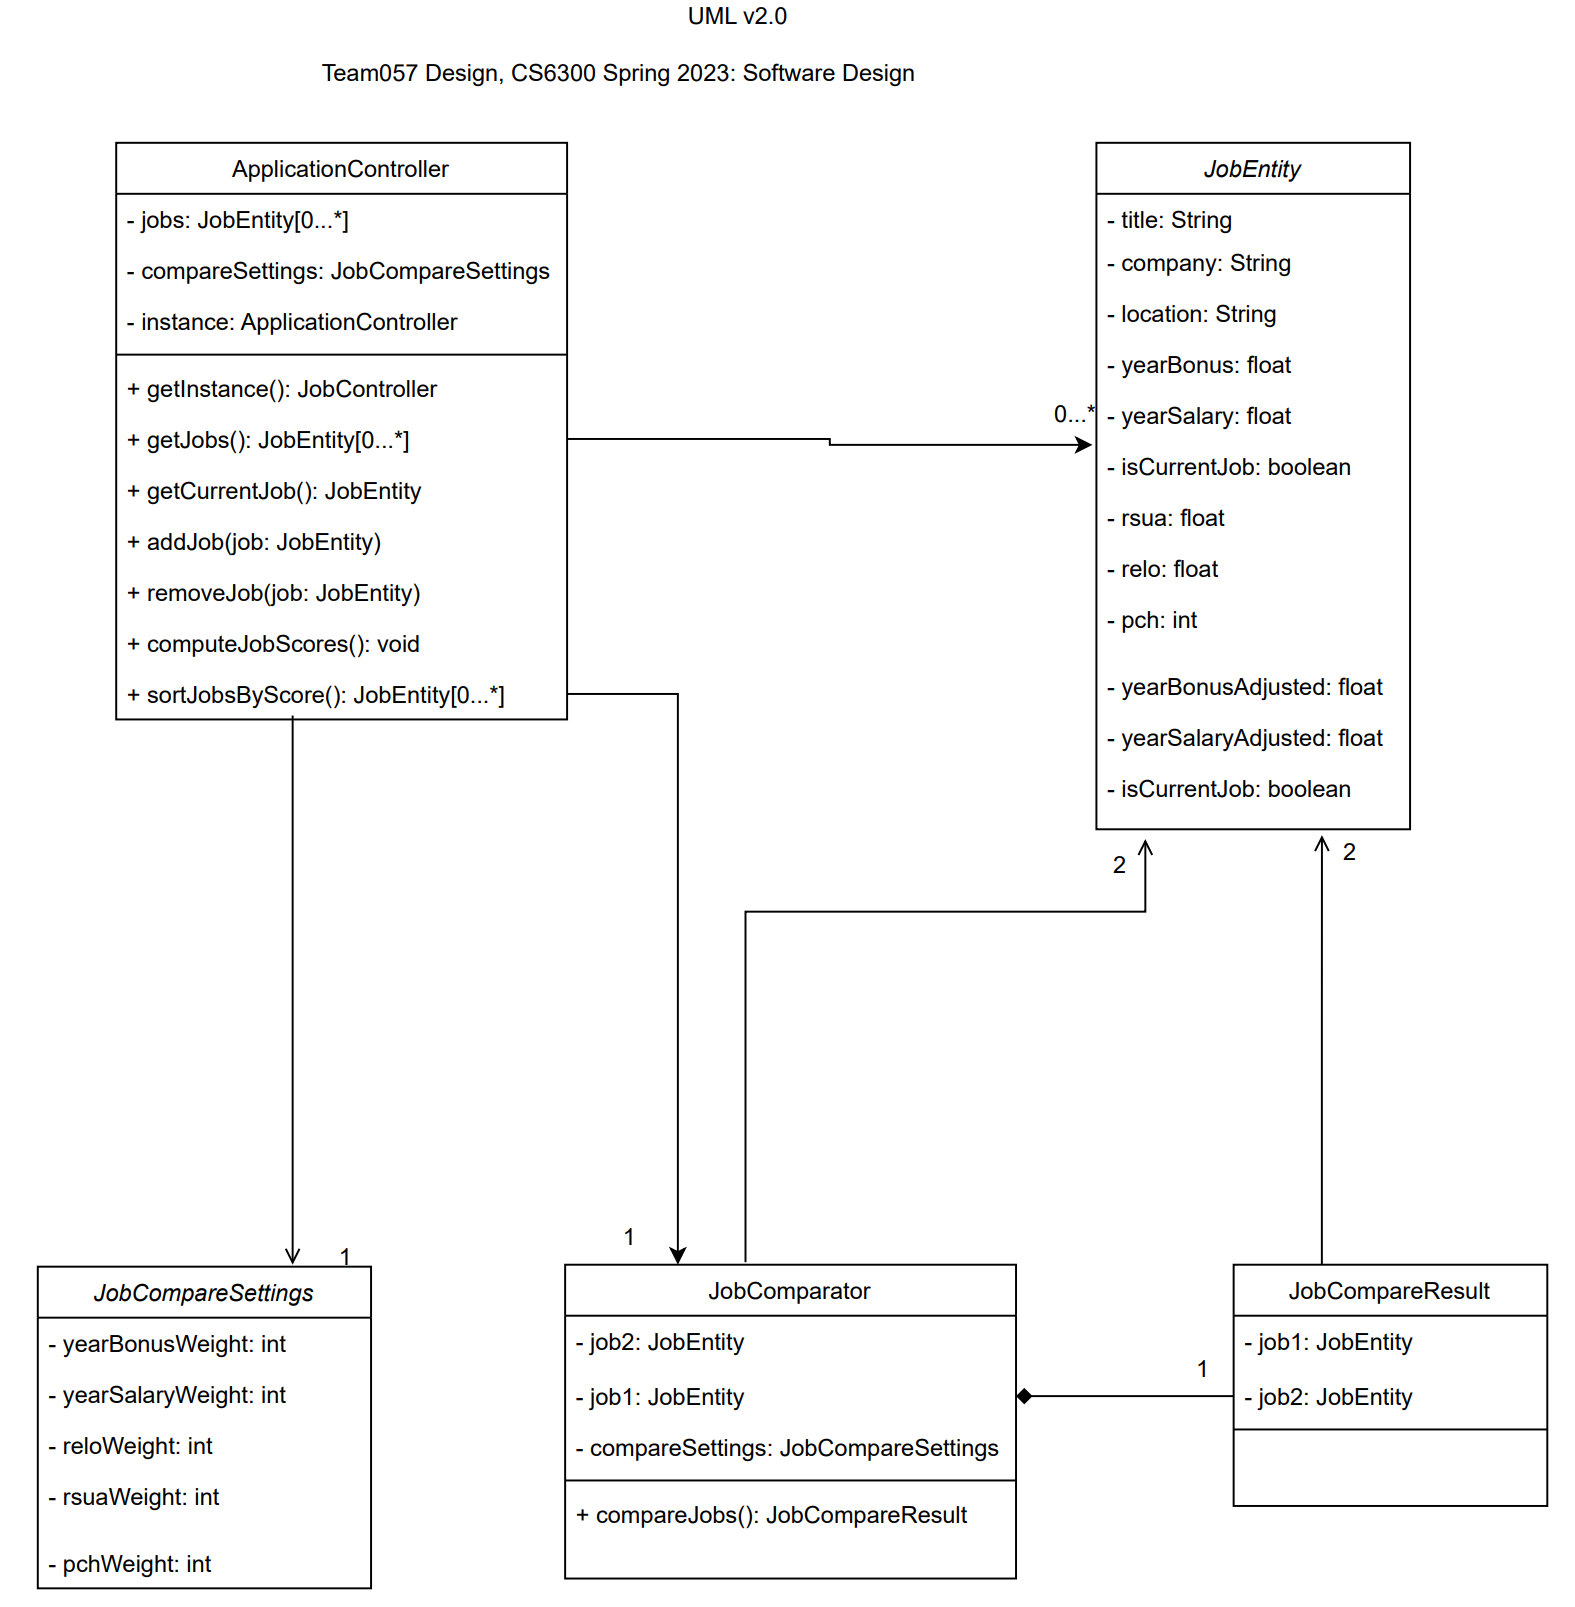 UML v2.0
Team057 Design, CS6300 Spring 2023: Software Design
ApplicationController
- jobs: JobEntity[0...*]
- compareSettings: JobCompareSettings
- instance: ApplicationController
+ getInstance(): JobController
+ getJobs(): JobEntity[0...*]
+ getCurrentJob(): JobEntity
+ addJob(job: JobEntity)
+ removeJob(job: JobEntity)
+ computeJobScores(): void
+ sortJobsByScore(): JobEntity[0...*]
0...*
JobEntity
- title: String
- company: String
- location: String
- yearBonus: float
- yearSalary: float
- isCurrentJob: boolean
- rsua: float
- relo: float
- pch: int
- yearBonusAdjusted: float
- yearSalaryAdjusted: float
- isCurrentJob: boolean
2
2
1
JobCompareSettings
- yearBonusWeight: int
- yearSalaryWeight: int
- reloWeight: int
- rsuaWeight: int
- pchWeight: int
1
JobComparator
- job2: JobEntity
- job1: JobEntity
- compareSettings: JobCompareSettings
+ compareJobs(): JobCompareResult
1
JobCompareResult
- job1: JobEntity
- job2: JobEntity